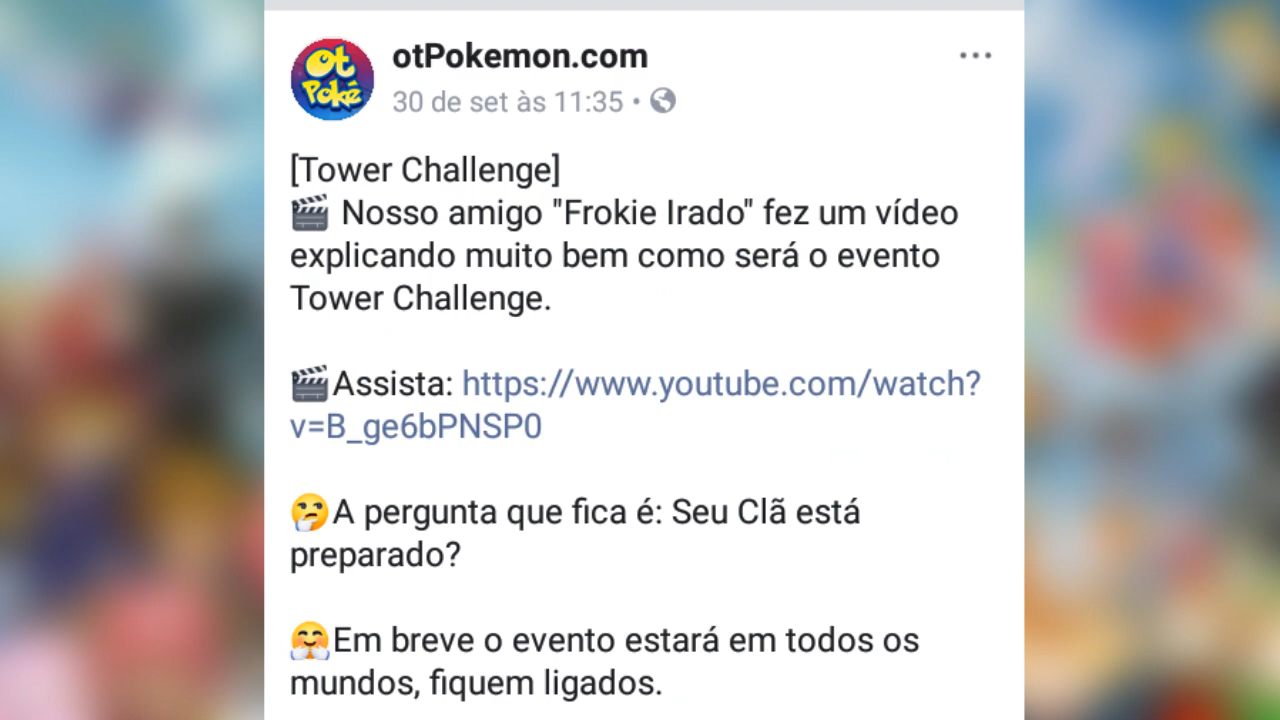 Ot
Poké
otPokemon.com
30 de set às 11:35 •
[Tower Challenge]
🎬 Nosso amigo "Frokie Irado" fez um vídeo
explicando muito bem como será o evento
Tower Challenge.
🎬Assista: https://www.youtube.com/watch?
v=B_ge6bPNSP0
🤔A pergunta que fica é: Seu Clã está
preparado?
🤗Em breve o evento estará em todos os
mundos, fiquem ligados.